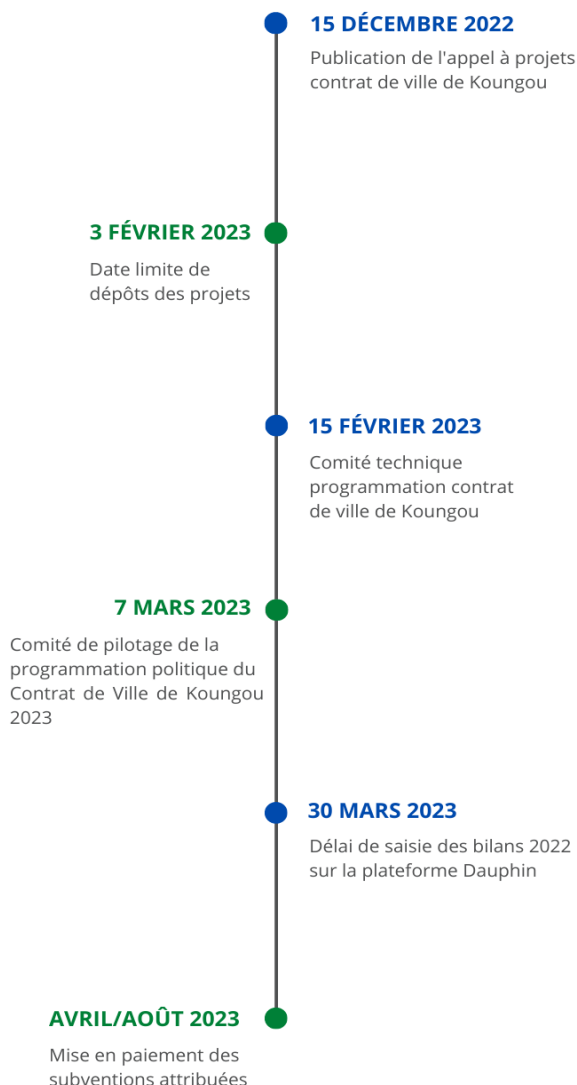 15 DÉCEMBRE 2022
Publication de l'appel à projets
contrat de ville de Koungou
3 FÉVRIER 2023
Date limite de
dépôts des projets
15 FÉVRIER 2023
Comité technique
programmation contrat
de ville de Koungou
7 MARS 2023
Comité de pilotage de la
programmation politique du
Contrat de Ville de Koungou
2023
30 MARS 2023
Délai de saisie des bilans 2022
sur la plateforme Dauphin
AVRIL/AOÛT 2023
Mise en paiement des
subventions attribuées